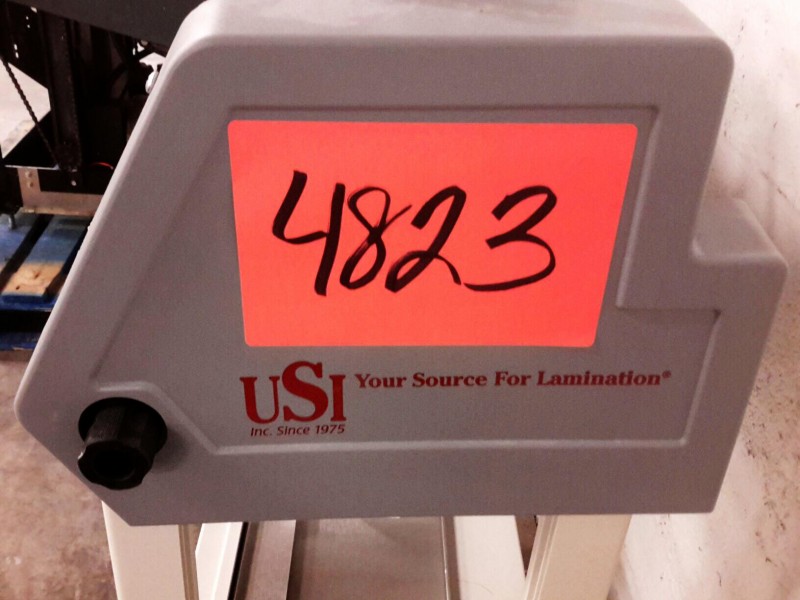 4823
USI Your Source For Lamination®
Inc. Since 1975